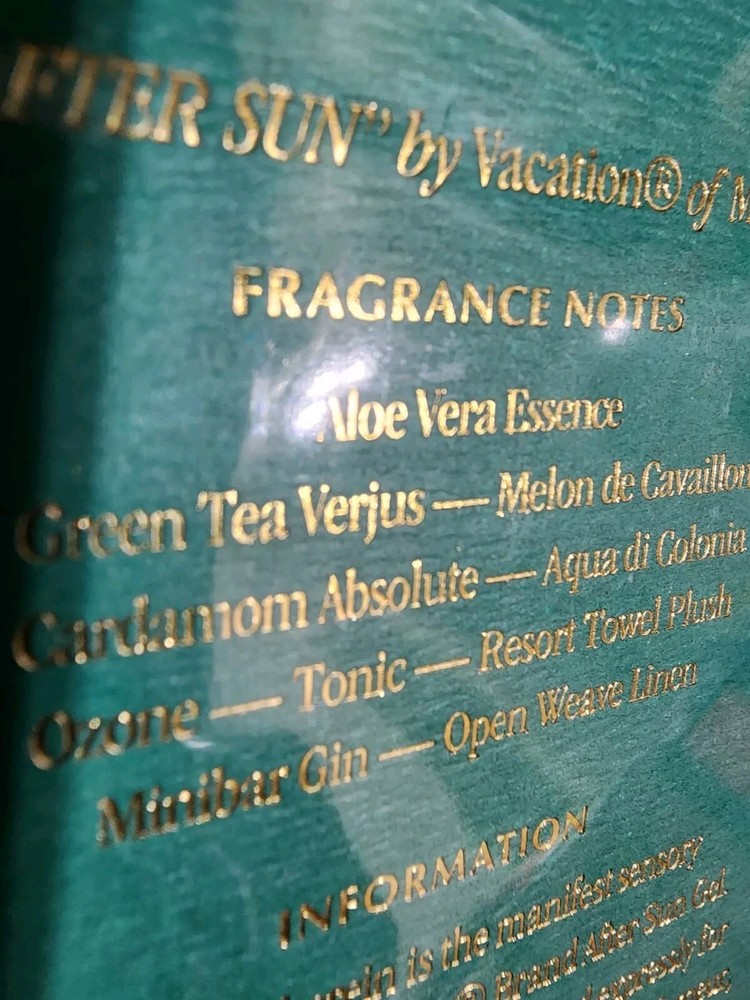 FTER SUN" by Vacation® of M
FRAGRANCE NOTES
Aloe Vera Essence
Green Tea Verjus — Melon de Cavaillon
Cardamom Absolute — Aqua di Colonia
Ozone — Tonic — Resort Towel Plush
Minibar Gin — Open Weave Linen
INFORMATION
is the manifest sensory
® Brand After Sun Gel
expressly for